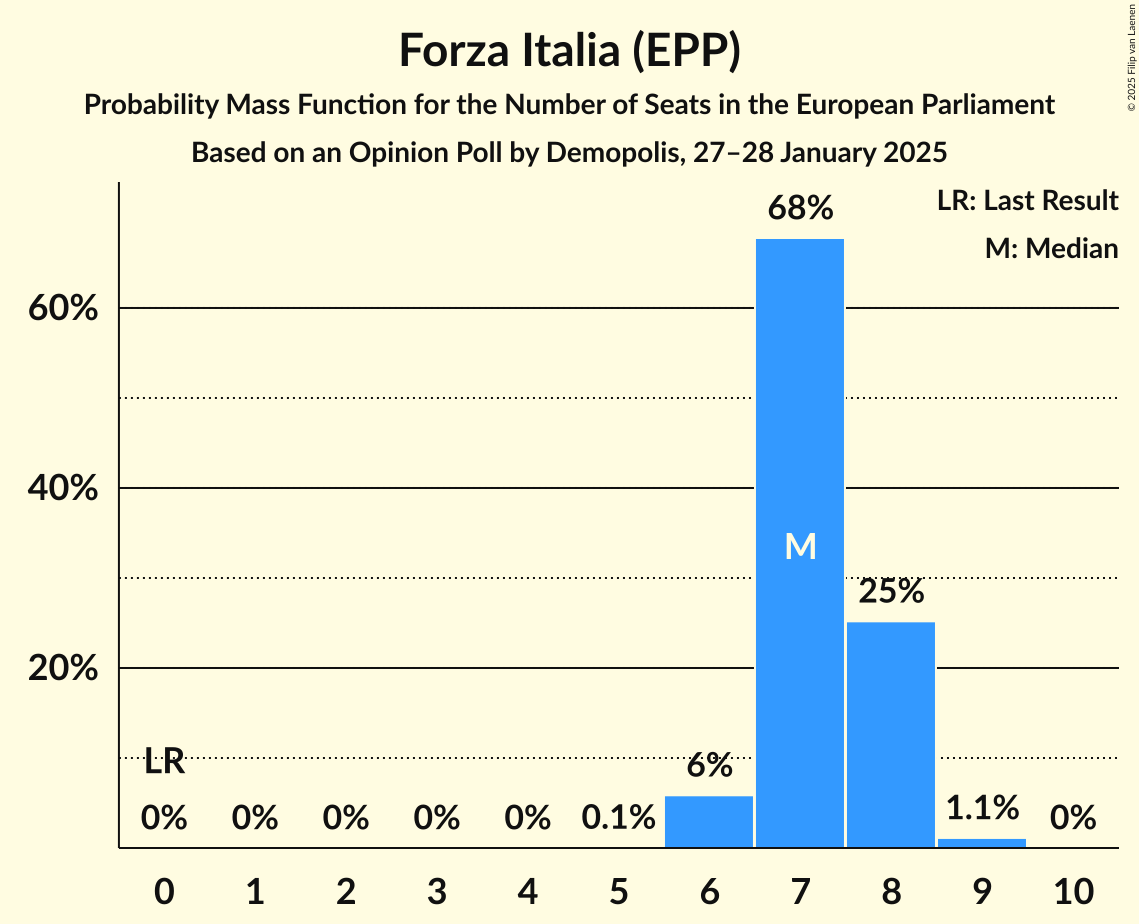 Forza Italia (EPP)
Probability Mass Function for the Number of Seats in the European Parliament
Based on an Opinion Poll by Demopolis, 27–28 January 2025
© 2025 Filip van Laenen
LR: Last Result
M: Median
68%
60%
40%
M
25%
20%
LR
6%
0% 0% 0% 0% 0% 0.1% 1.1% 0%
0 1 2 3 4 5 6 7 8 9 10